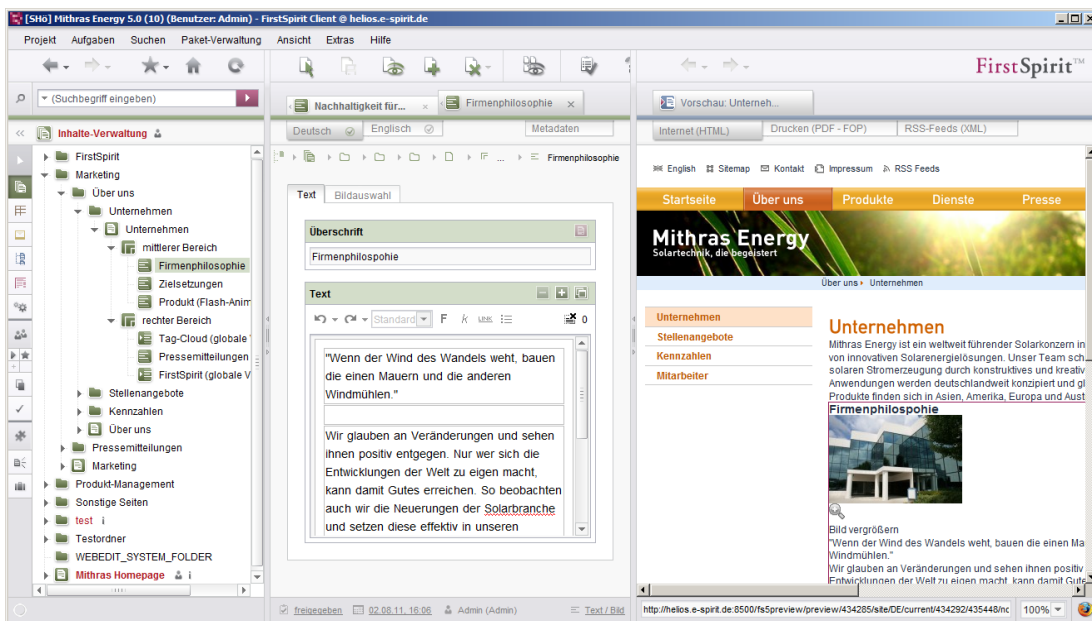 [SHö] Mithras Energy 5.0 (10) (Benutzer: Admin) - FirstSpirit Client @ helios.e-spirit.de
Projekt Aufgaben Suchen Paket-Verwaltung Ansicht Extras Hilfe
FirstSpirit™
(Suchbegriff eingeben)
Nachhaltigkeit für... ×
Firmenphilosophie ×
Vorschau: Unterneh...
Inhalte-Verwaltung
Deutsch Englisch Metadaten
Internet (HTML) Drucken (PDF - FOP) RSS-Feeds (XML)
FirstSpirit
Marketing
Über uns
Unternehmen
Unternehmen
mittlerer Bereich
Firmenphilosophie
Zielsetzungen
Produkt (Flash-Anim
rechter Bereich
Tag-Cloud (globale
Pressemitteilungen
FirstSpirit (globale V
Stellenangebote
Kennzahlen
Über uns
Pressemitteilungen
Marketing
Produkt-Management
Sonstige Seiten
test i
Testordner
WEBEDIT_SYSTEM_FOLDER
Mithras Homepage i
... Firmenphilosophie
Text Bildauswahl
Überschrift
Firmenphilospohie
Text
Standard F k LINK 0
"Wenn der Wind des Wandels weht, bauen
die einen Mauern und die anderen
Windmühlen."
Wir glauben an Veränderungen und sehen
ihnen positiv entgegen. Nur wer sich die
Entwicklungen der Welt zu eigen macht,
kann damit Gutes erreichen. So beobachten
auch wir die Neuerungen der Solarbranche
und setzen diese effektiv in unseren
freigegeben 02.08.11, 16:06 Admin (Admin) Text / Bild
English Sitemap Kontakt Impressum RSS Feeds
Startseite Über uns Produkte Dienste Presse
Mithras Energy
Solartechnik, die begeistert
Über uns Unternehmen
Unternehmen
Stellenangebote
Kennzahlen
Mitarbeiter
Unternehmen
Mithras Energy ist ein weltweit führender Solarkonzern in
von innovativen Solarenergielösungen. Unser Team sch
solaren Stromerzeugung durch konstruktives und kreativ
Anwendungen werden deutschlandweit konzipiert und gl
Produkte finden sich in Asien, Amerika, Europa und Aust
Firmenphilospohie
Bild vergrößern
"Wenn der Wind des Wandels weht, bauen die einen Ma
Windmühlen."
Wir glauben an Veränderungen und sehen ihnen positiv
Entwicklungen der Welt zu eigen macht, kann damit Gute
http://helios.e-spirit.de:8500/fs5preview/preview/434285/site/DE/current/434292/435448/nc 100%